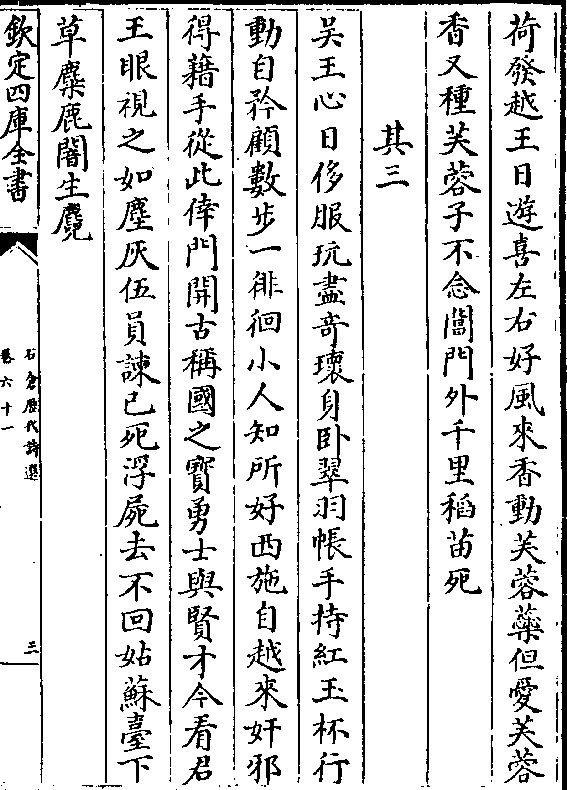 荷發越王日遊喜左右好風來香動芙蓉蘂但愛芙蓉
香又種芙蓉子不念閶門外千里稻苗死
其三
吴王心日侈服玩盡竒瓌身卧翠羽帳手持紅玉杯行
動自矜顧數步一徘徊小人知所好西施自越來奸邪
得藉手從此倖門開古稱國之寳勇士與賢才今看君
王眼視之如塵灰伍員諌已死浮屍去不回姑蘇臺下
草麋鹿闇生麑
欽定四庫全書
石倉歴代詩選
卷六十一
三